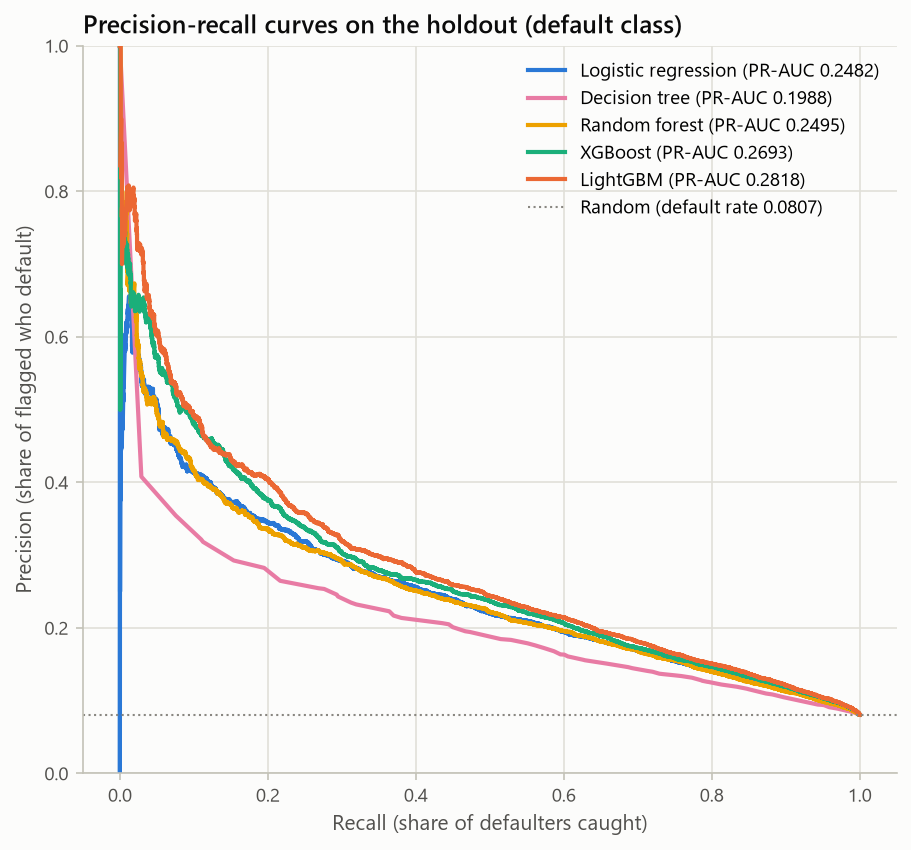 Precision-recall curves on the holdout (default class)
Logistic regression (PR-AUC 0.2482)
Decision tree (PR-AUC 0.1988)
Random forest (PR-AUC 0.2495)
XGBoost (PR-AUC 0.2693)
LightGBM (PR-AUC 0.2818)
Random (default rate 0.0807)
Precision (share of flagged who default)
1.0
0.8
0.6
0.4
0.2
0.0
0.0 0.2 0.4 0.6 0.8 1.0
Recall (share of defaulters caught)